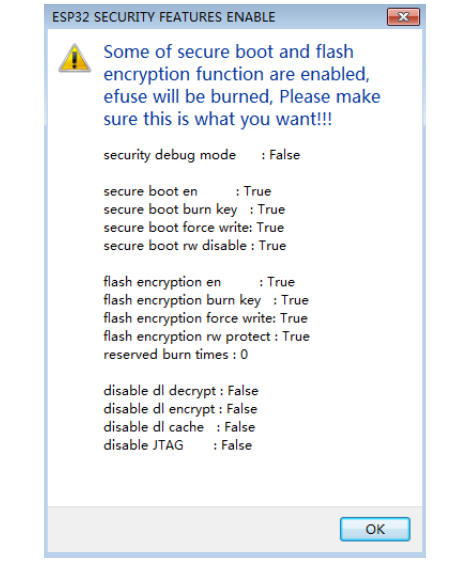 ESP32 SECURITY FEATURES ENABLE
Some of secure boot and flash
encryption function are enabled,
efuse will be burned, Please make
sure this is what you want!!!
security debug mode : False
secure boot en : True
secure boot burn key : True
secure boot force write: True
secure boot rw disable : True
flash encryption en : True
flash encryption burn key : True
flash encryption force write: True
flash encryption rw protect : True
reserved burn times : 0
disable dl decrypt : False
disable dl encrypt : False
disable dl cache : False
disable JTAG : False
OK